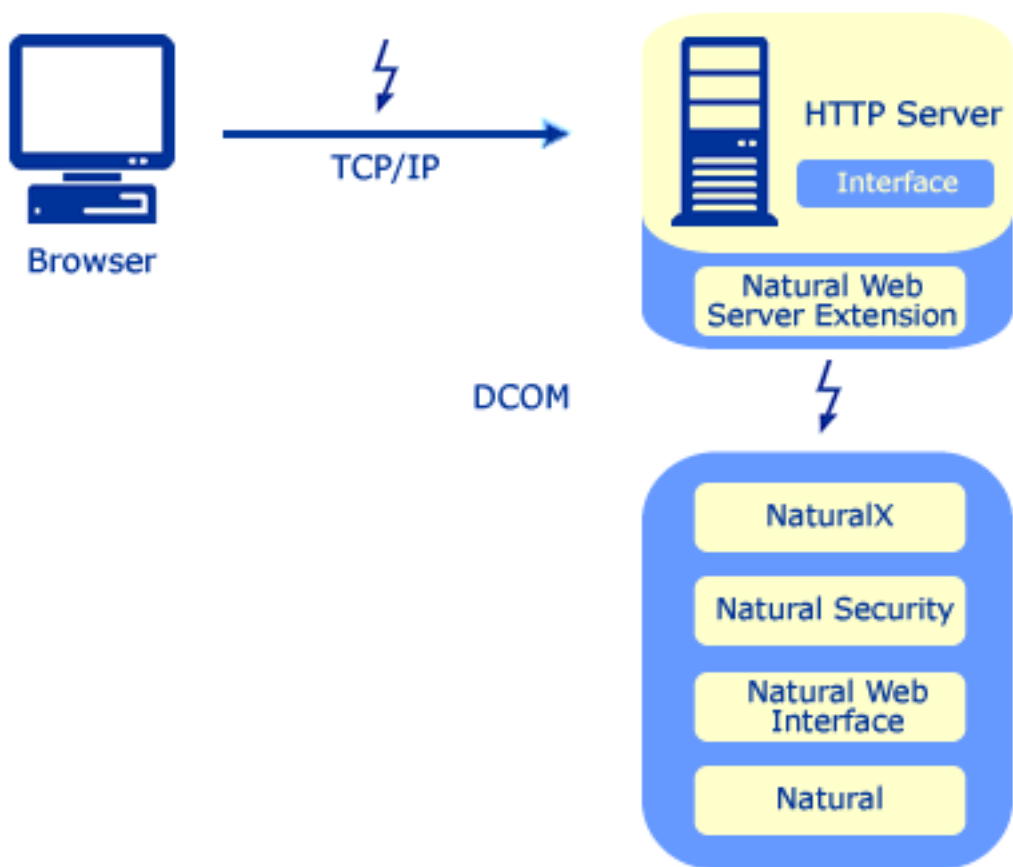 HTTP Server
TCP/IP
Interface
Browser
Natural Web
Server Extension
DCOM
NaturalX
Natural Security
Natural Web
Interface
Natural